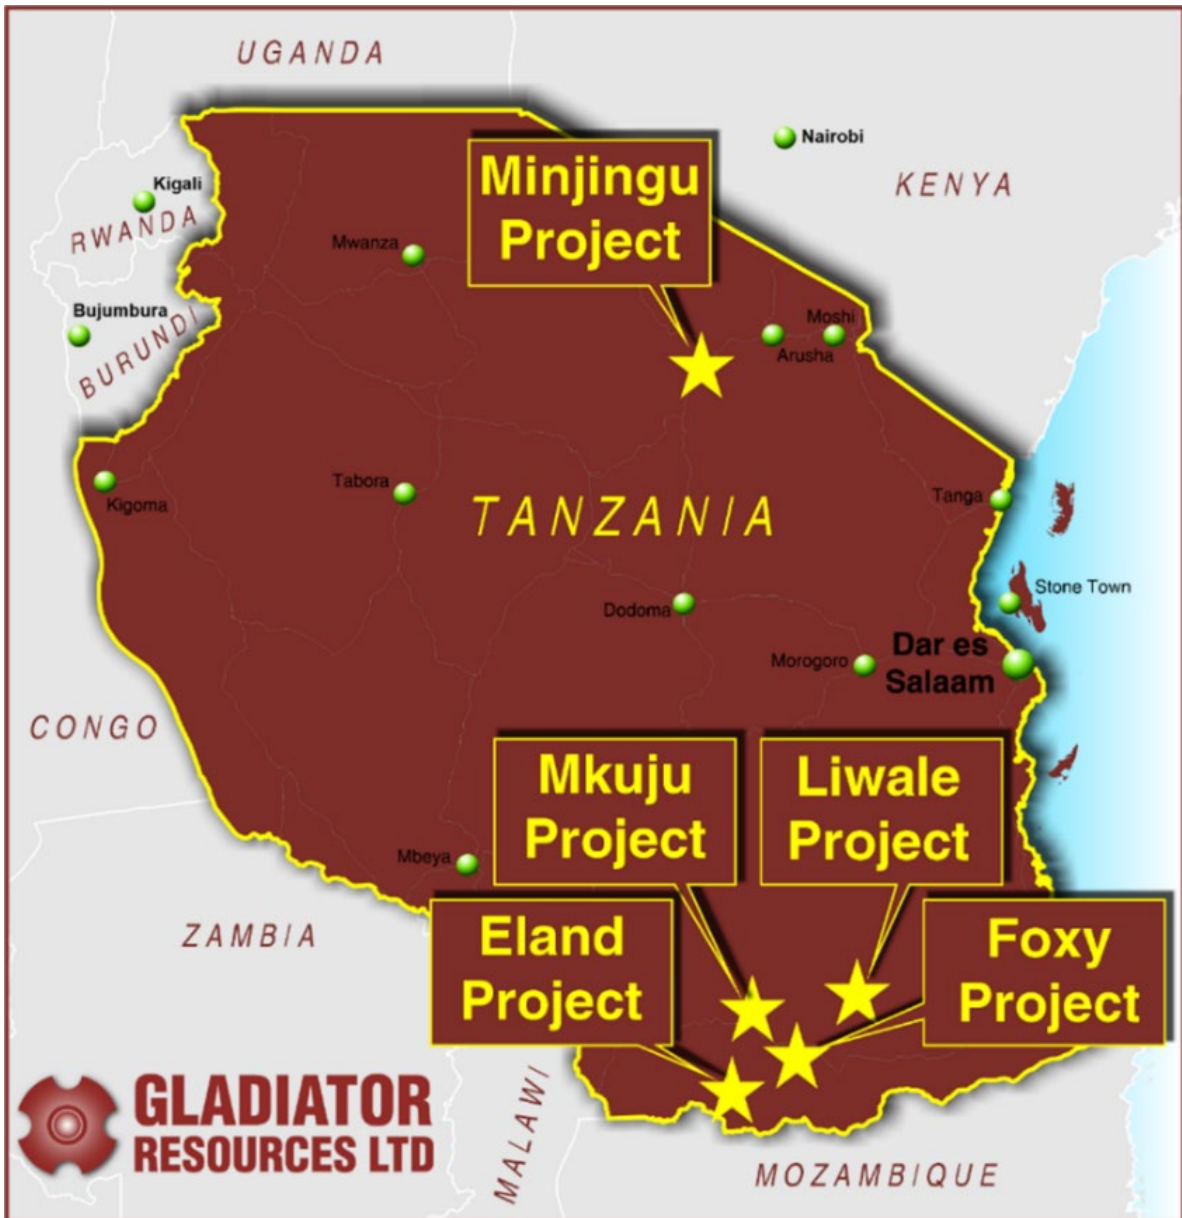 UGANDA
Nairobi
Minjingu
Project
KENYA
Kigali
RWANDA
Mwanza
Bujumbura
BURUNDI
Moshi
Arusha
Kigoma
Tabora
TANZANIA
Tanga
Stone Town
Dodoma
Morogoro
Dar es
Salaam
CONGO
Mkuju
Project
Liwale
Project
Mbeya
ZAMBIA
Eland
Project
Foxy
Project
GLADIATOR
RESOURCES LTD
MALAWI
MOZAMBIQUE